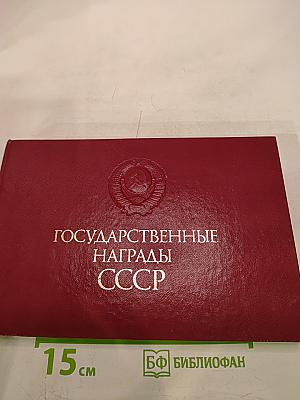 ГОСУДАРСТВЕННЫЕ
НАГРАДЫ
СССР
15 см
БФ БИБЛИОФАН